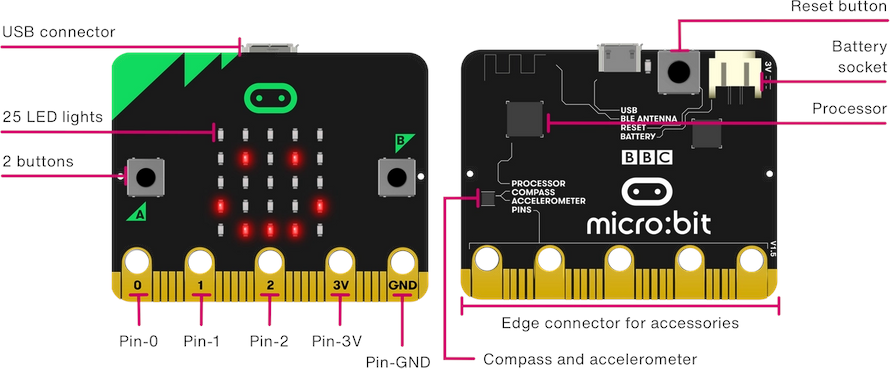 USB connector
25 LED lights
2 buttons
A
B
0
1
2
3V
GND
Pin-0
Pin-1
Pin-2
Pin-3V
Pin-GND
Reset button
Battery
socket
Processor
3V
USB
BLE ANTENNA
RESET
BATTERY
BBC
PROCESSOR
COMPASS
ACCELEROMETER
PINS
micro:bit
V1.5
Edge connector for accessories
Compass and accelerometer